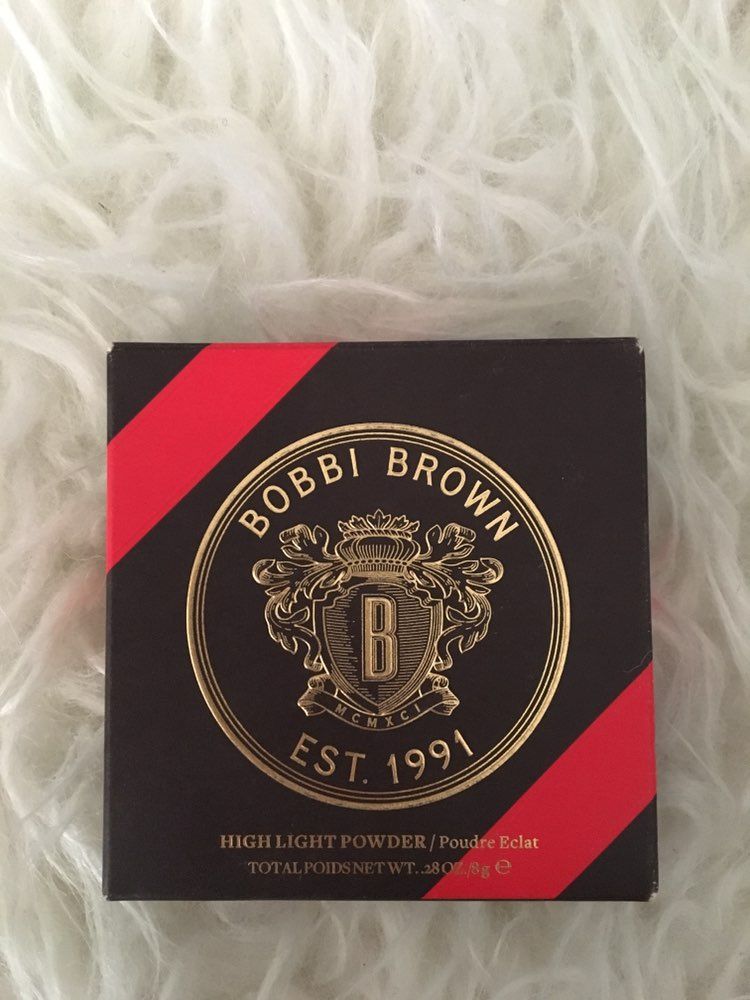 BOBBI BROWN
B
MCMXCI
EST. 1991
HIGH LIGHT POWDER / Poudre Eclat
TOTAL POIDS NET WT. .28 OZ./8g ℮